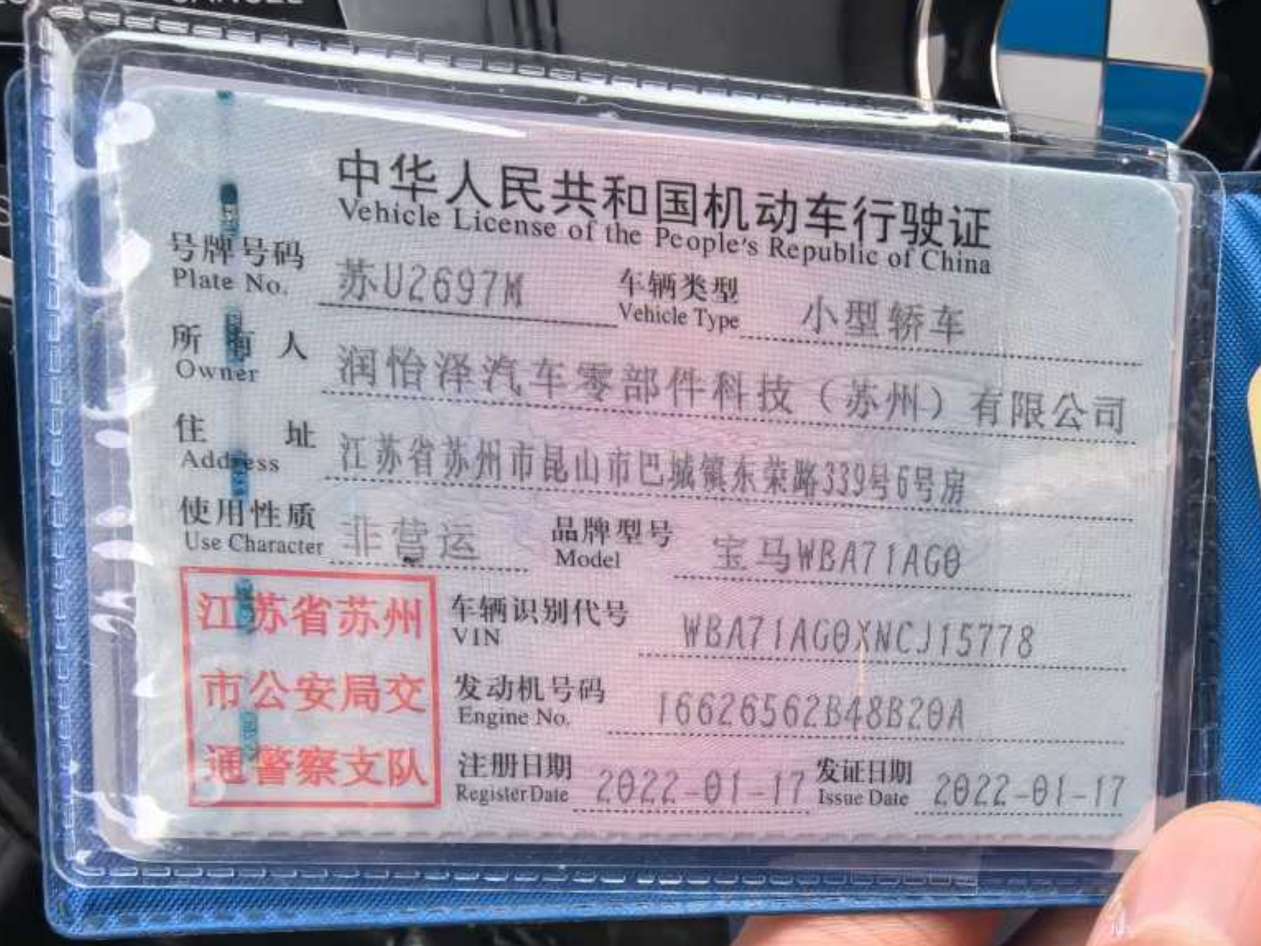 CANCEL
中华人民共和国机动车行驶证
Vehicle License of the People's Republic of China
号牌号码 苏U2697M 车辆类型 小型轿车
Plate No. Vehicle Type
所有人 润怡泽汽车零部件科技（苏州）有限公司
Owner
住址 江苏省苏州市昆山市巴城镇东荣路339号6号房
Address
使用性质 非营运 品牌型号 宝马WBA71AG0
Use Character Model
江苏省苏州
市公安局交
通警察支队
车辆识别代号 WBA71AG0XNCJ15778
VIN
发动机号码 16626562B48B20A
Engine No.
注册日期 2022-01-17 发证日期 2022-01-17
Register Date Issue Date